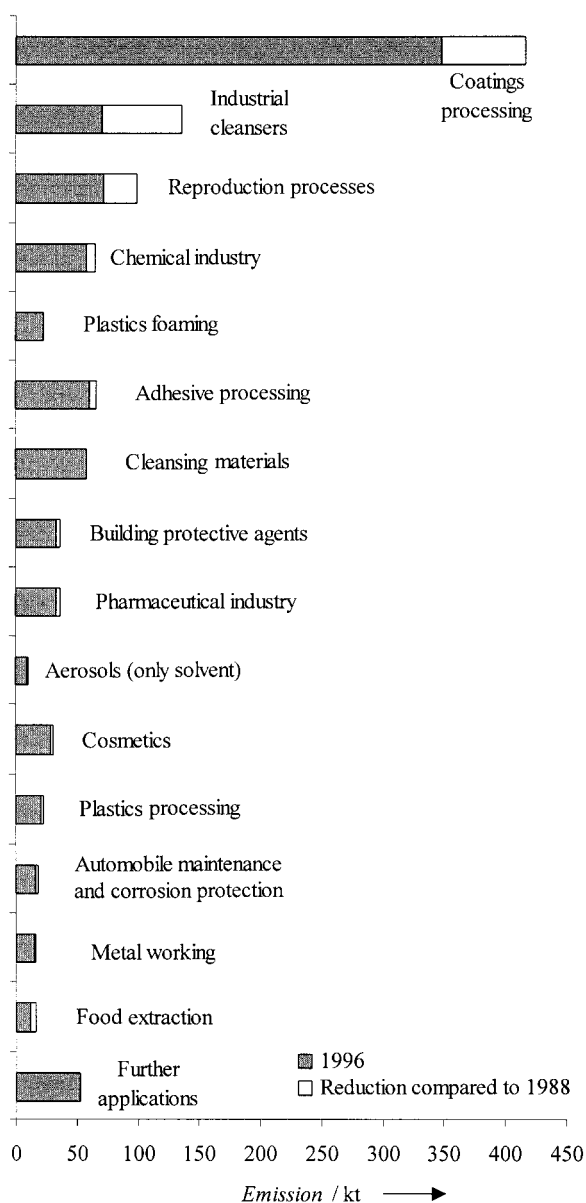 Coatings
processing
Industrial
cleansers
Reproduction processes
Chemical industry
Plastics foaming
Adhesive processing
Cleansing materials
Building protective agents
Pharmaceutical industry
Aerosols (only solvent)
Cosmetics
Plastics processing
Automobile maintenance
and corrosion protection
Metal working
Food extraction
1996
Reduction compared to 1988
Further
applications
0 50 100 150 200 250 300 350 400 450
Emission / kt